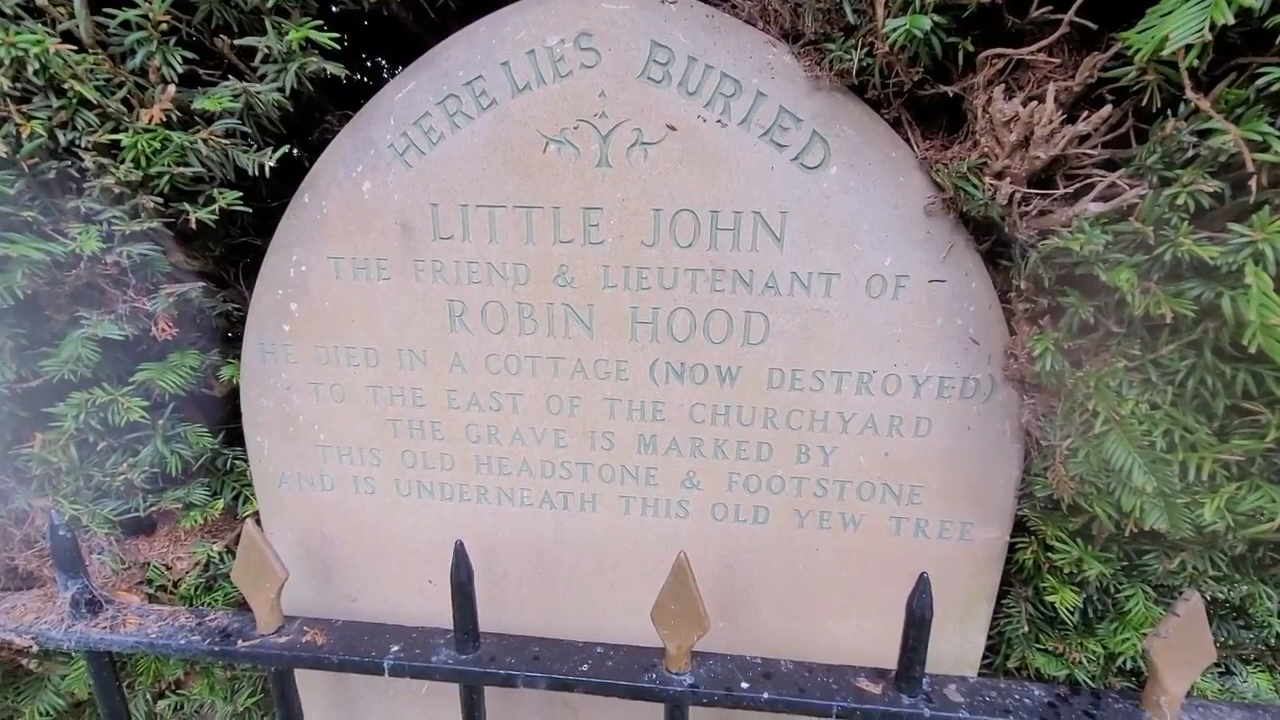 HERE LIES BURIED
LITTLE JOHN
THE FRIEND & LIEUTENANT OF –
ROBIN HOOD
HE DIED IN A COTTAGE (NOW DESTROYED)
TO THE EAST OF THE CHURCHYARD
THE GRAVE IS MARKED BY
THIS OLD HEADSTONE & FOOTSTONE
AND IS UNDERNEATH THIS OLD YEW TREE